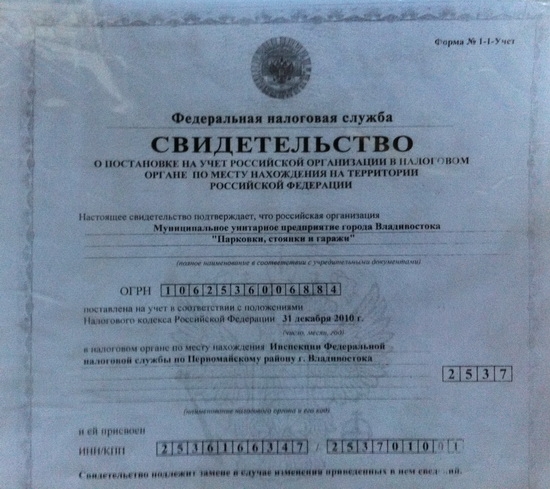 Форма № 1-1-Учет
Федеральная налоговая служба
СВИДЕТЕЛЬСТВО
О ПОСТАНОВКЕ НА УЧЕТ РОССИЙСКОЙ ОРГАНИЗАЦИИ В НАЛОГОВОМ
ОРГАНЕ ПО МЕСТУ НАХОЖДЕНИЯ НА ТЕРРИТОРИИ
РОССИЙСКОЙ ФЕДЕРАЦИИ
Настоящее свидетельство подтверждает, что российская организация
Муниципальное унитарное предприятие города Владивостока
"Парковки, стоянки и гаражи"
(полное наименование в соответствии с учредительными документами)
ОГРН 1062536006884
поставлена на учет в соответствии с положениями
Налогового кодекса Российской Федерации 31 декабря 2010 г.
(число, месяц, год)
в налоговом органе по месту нахождения Инспекции Федеральной
налоговой службы по Первомайскому району г. Владивостока
2537
(наименование налогового органа и его код)
и ей присвоен
ИНН/КПП 2536166347 / 253701001
Свидетельство подлежит замене в случае изменения приведенных в нем сведений.